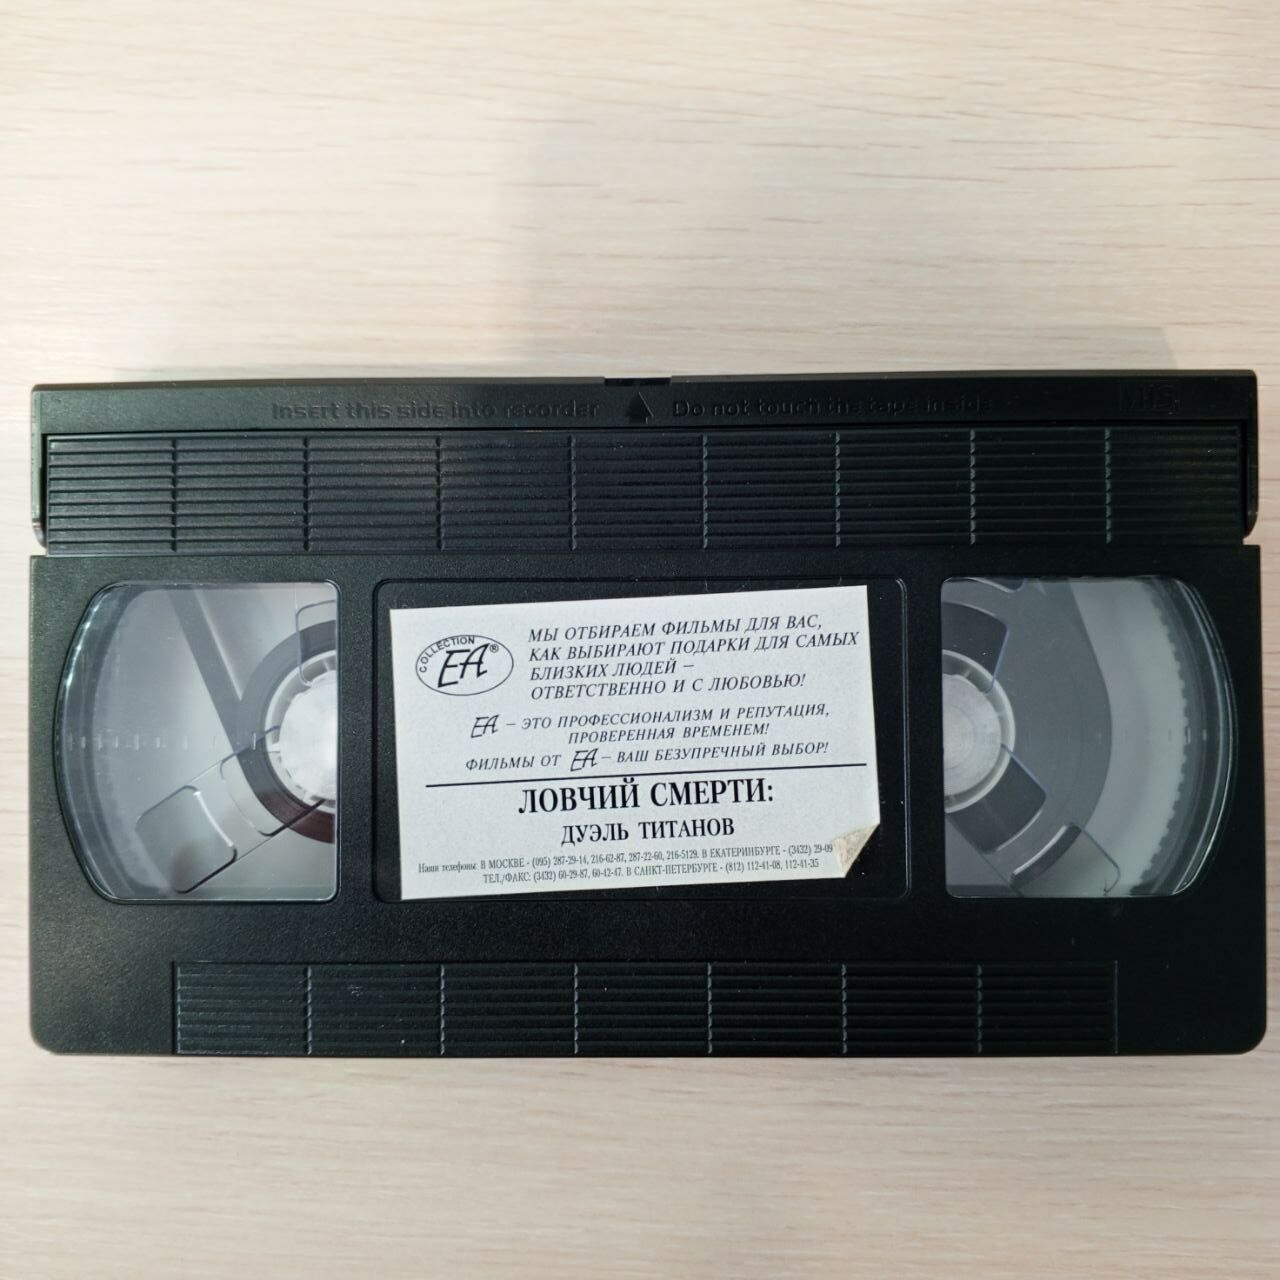 Insert this side into recorder ▲ Do not touch the tape inside
VHS
COLLECTION
EA®
МЫ ОТБИРАЕМ ФИЛЬМЫ ДЛЯ ВАС,
КАК ВЫБИРАЮТ ПОДАРКИ ДЛЯ САМЫХ
БЛИЗКИХ ЛЮДЕЙ –
ОТВЕТСТВЕННО И С ЛЮБОВЬЮ!
EA – ЭТО ПРОФЕССИОНАЛИЗМ И РЕПУТАЦИЯ,
ПРОВЕРЕННАЯ ВРЕМЕНЕМ!
ФИЛЬМЫ ОТ EA – ВАШ БЕЗУПРЕЧНЫЙ ВЫБОР!
ЛОВЧИЙ СМЕРТИ:
ДУЭЛЬ ТИТАНОВ
Наши телефоны: В МОСКВЕ - (095) 287-29-14, 216-62-87, 287-22-60, 216-5129. В ЕКАТЕРИНБУРГЕ - (3432) 29-09
ТЕЛ./ФАКС: (3432) 60-29-87, 60-42-47. В САНКТ-ПЕТЕРБУРГЕ - (812) 112-41-08, 112-41-35